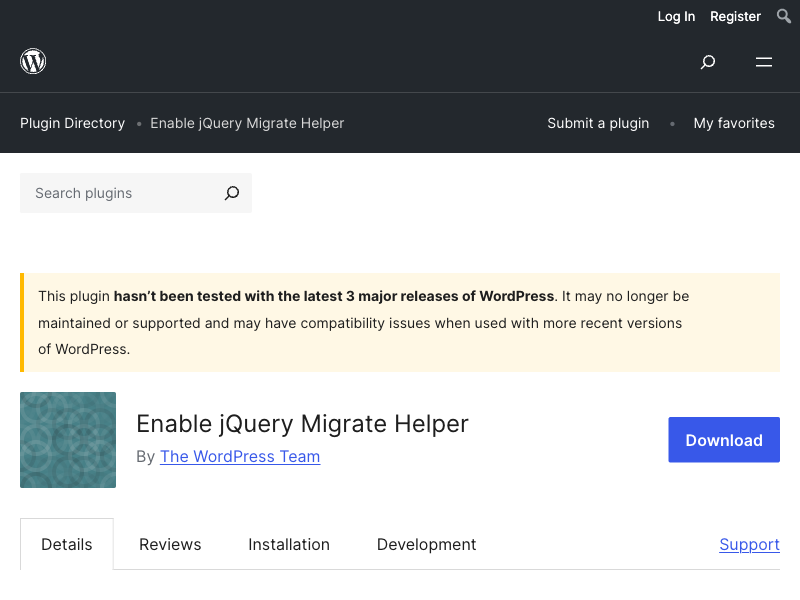 Log In Register
Plugin Directory • Enable jQuery Migrate Helper Submit a plugin • My favorites
Search plugins
This plugin hasn’t been tested with the latest 3 major releases of WordPress. It may no longer be
maintained or supported and may have compatibility issues when used with more recent versions
of WordPress.
Enable jQuery Migrate Helper
By The WordPress Team
Download
Details Reviews Installation Development Support